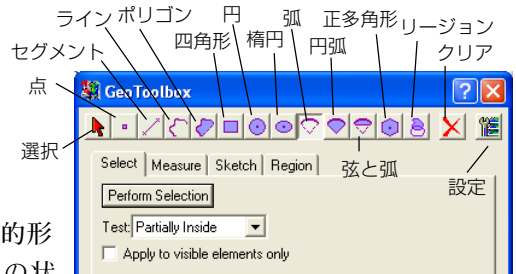 ライン ポリゴン 円 弧 正多角形 リージョン
セグメント 四角形 楕円 円弧 クリア
点
GeoToolbox
選択
弦と弧
設定
Select Measure Sketch Region
Perform Selection
Test: Partially Inside
Apply to visible elements only
的形
の状